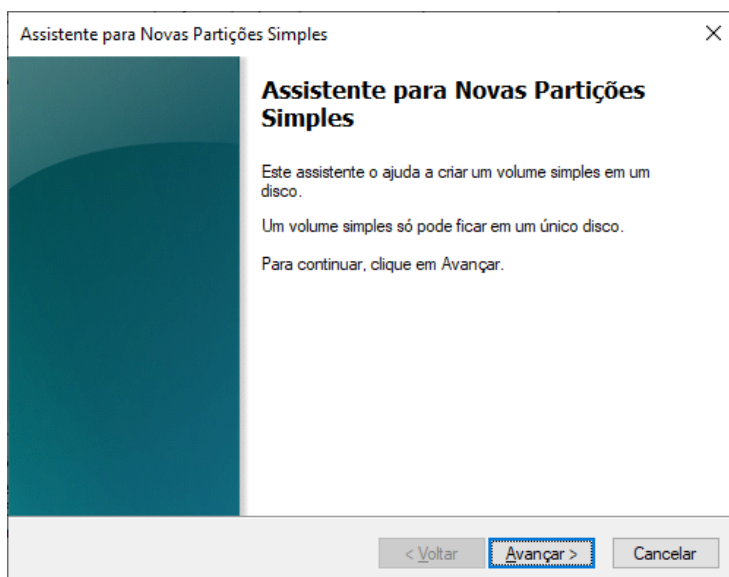 Assistente para Novas Partições Simples
Assistente para Novas Partições
Simples
Este assistente o ajuda a criar um volume simples em um
disco.
Um volume simples só pode ficar em um único disco.
Para continuar, clique em Avançar.
< Voltar
Avançar >
Cancelar